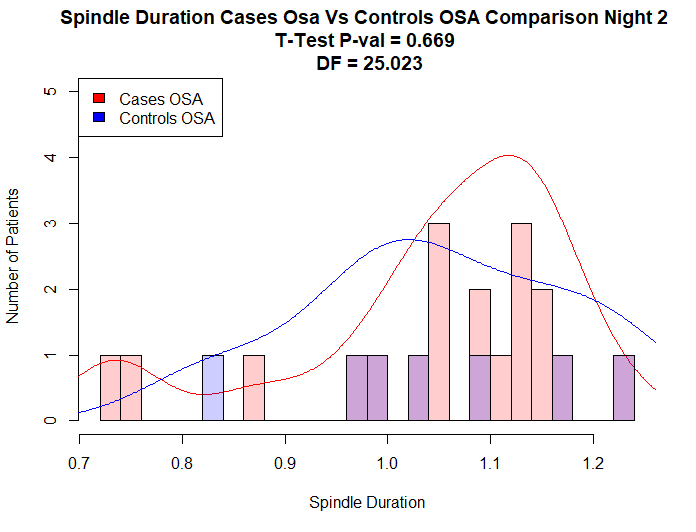 Spindle Duration Cases Osa Vs Controls OSA Comparison Night 2
T-Test P-val = 0.669
DF = 25.023
Cases OSA
Controls OSA
5
4
3
2
1
0
Number of Patients
0.7 0.8 0.9 1.0 1.1 1.2
Spindle Duration